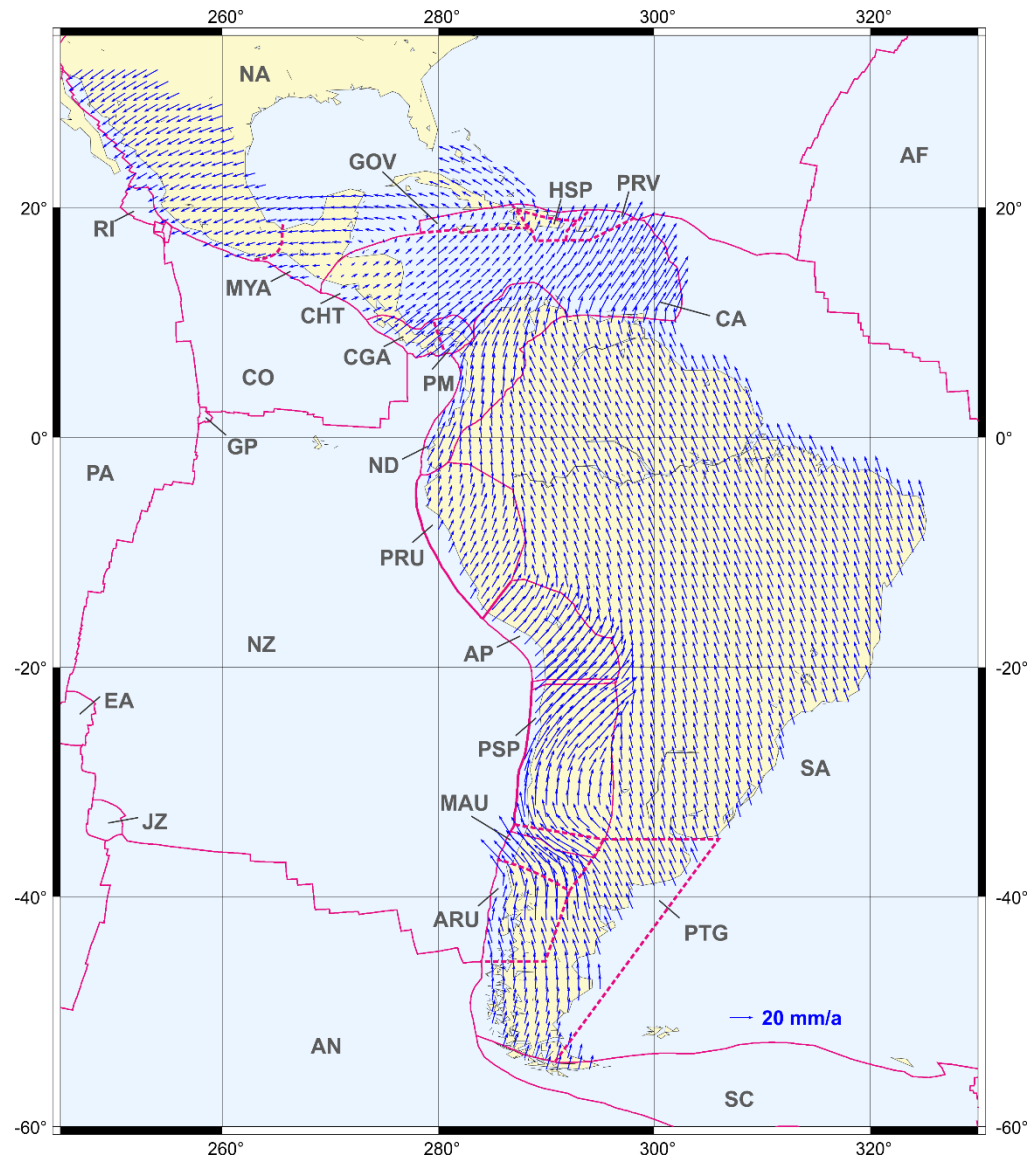 260° 280° 300° 320°
NA
AF
GOV
HSP
PRV
20° 20°
RI
MYA
CHT
CA
CGA
CO
PM
0° GP 0°
ND
PA
PRU
NZ
AP
-20° -20°
EA
PSP
SA
MAU
JZ
-40° -40°
ARU
PTG
20 mm/a
AN
SC
-60° -60°
260° 280° 300° 320°